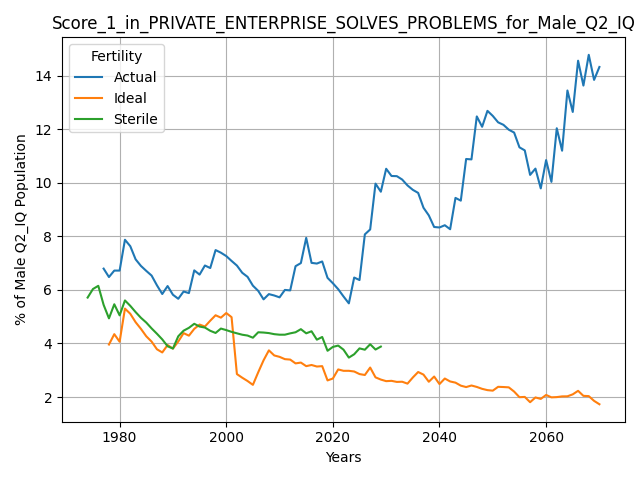 Score_1_in_PRIVATE_ENTERPRISE_SOLVES_PROBLEMS_for_Male_Q2_IQ
Fertility
Actual
Ideal
Sterile
% of Male Q2_IQ Population
14
12
10
8
6
4
2
1980 2000 2020 2040 2060
Years